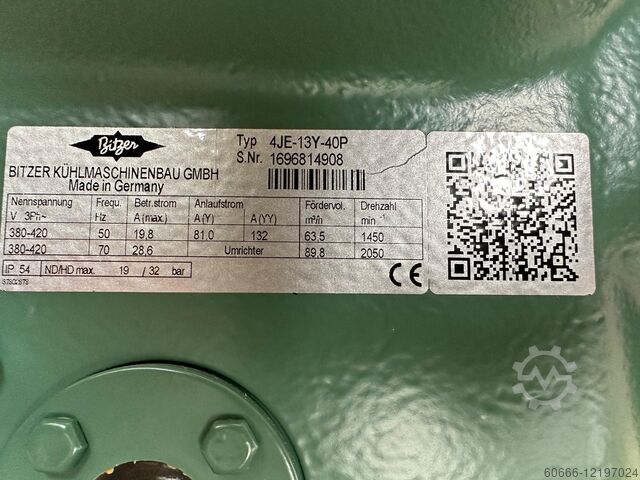 Bitzer
Typ 4JE-13Y-40P
S.Nr. 1696814908
BITZER KÜHLMASCHINENBAU GMBH
Made in Germany
Nennspannung Frequ. Betr.strom Anlaufstrom Fördervol. Drehzahl
V 3Ph~ Hz A (max.) A (Y) A (YY) m³/h min⁻¹
380-420 50 19,8 81,0 132 63,5 1450
380-420 70 28,6 Umrichter 89,8 2050
IP 54 ND/HD max. 19 / 32 bar
CE
60666-12197024